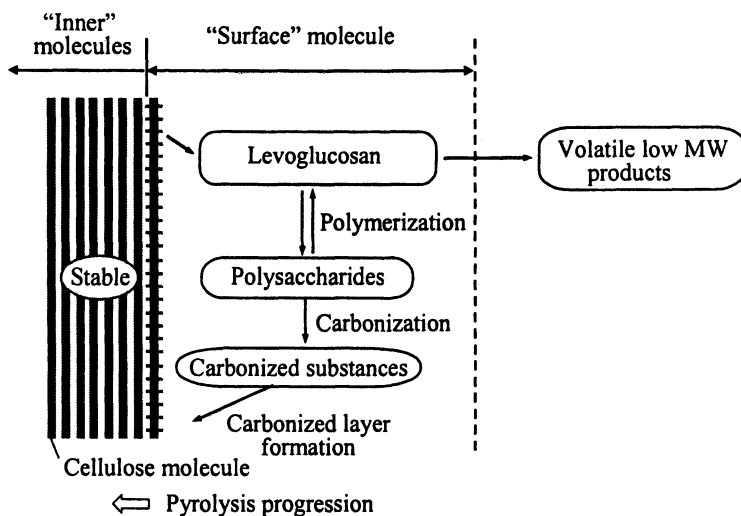 “Inner”
molecules
“Surface” molecule
Levoglucosan
Volatile low MW
products
Polymerization
Stable
Polysaccharides
Carbonization
Carbonized substances
Carbonized layer
formation
Cellulose molecule
Pyrolysis progression